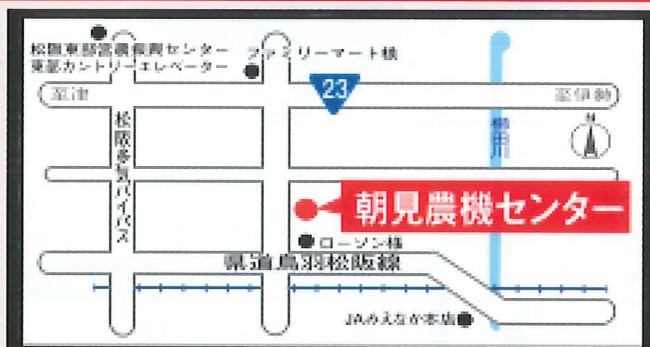 松阪東部営農振興センター
東部カントリーエレベーター
ファミリーマート様
至津
23
至伊勢
松阪多気バイパス
櫛田川
N
朝見農機センター
ローソン様
県道鳥羽松阪線
JAみえなか本店